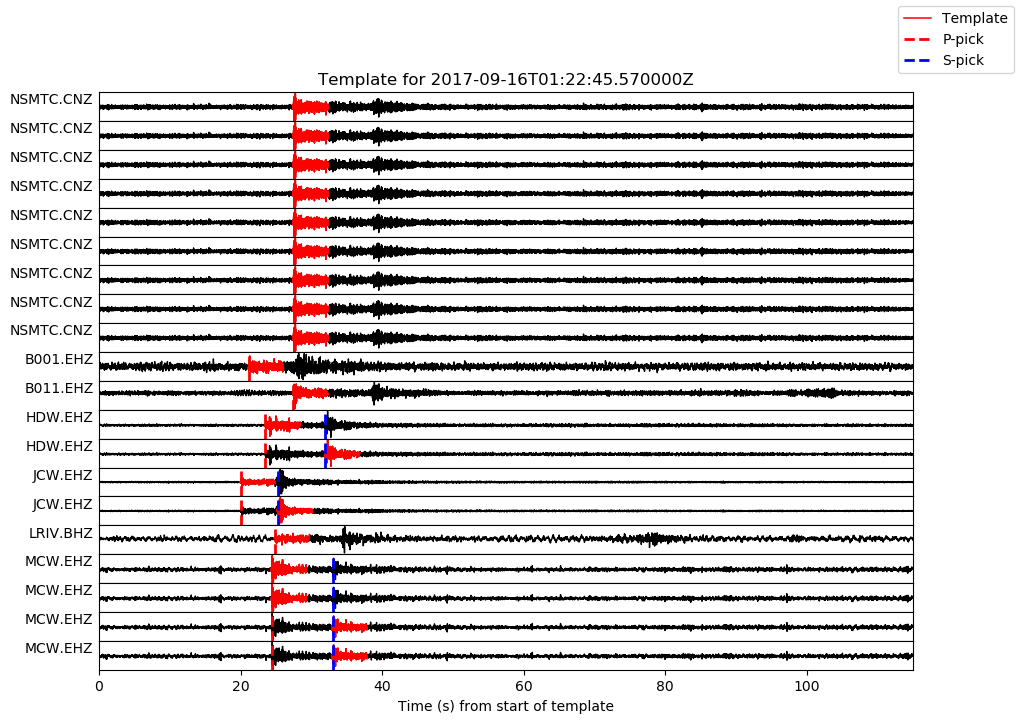 Template
P-pick
S-pick
Template for 2017-09-16T01:22:45.570000Z
NSMTC.CNZ
NSMTC.CNZ
NSMTC.CNZ
NSMTC.CNZ
NSMTC.CNZ
NSMTC.CNZ
NSMTC.CNZ
NSMTC.CNZ
NSMTC.CNZ
B001.EHZ
B011.EHZ
HDW.EHZ
HDW.EHZ
JCW.EHZ
JCW.EHZ
LRIV.BHZ
MCW.EHZ
MCW.EHZ
MCW.EHZ
MCW.EHZ
0 20 40 60 80 100
Time (s) from start of template